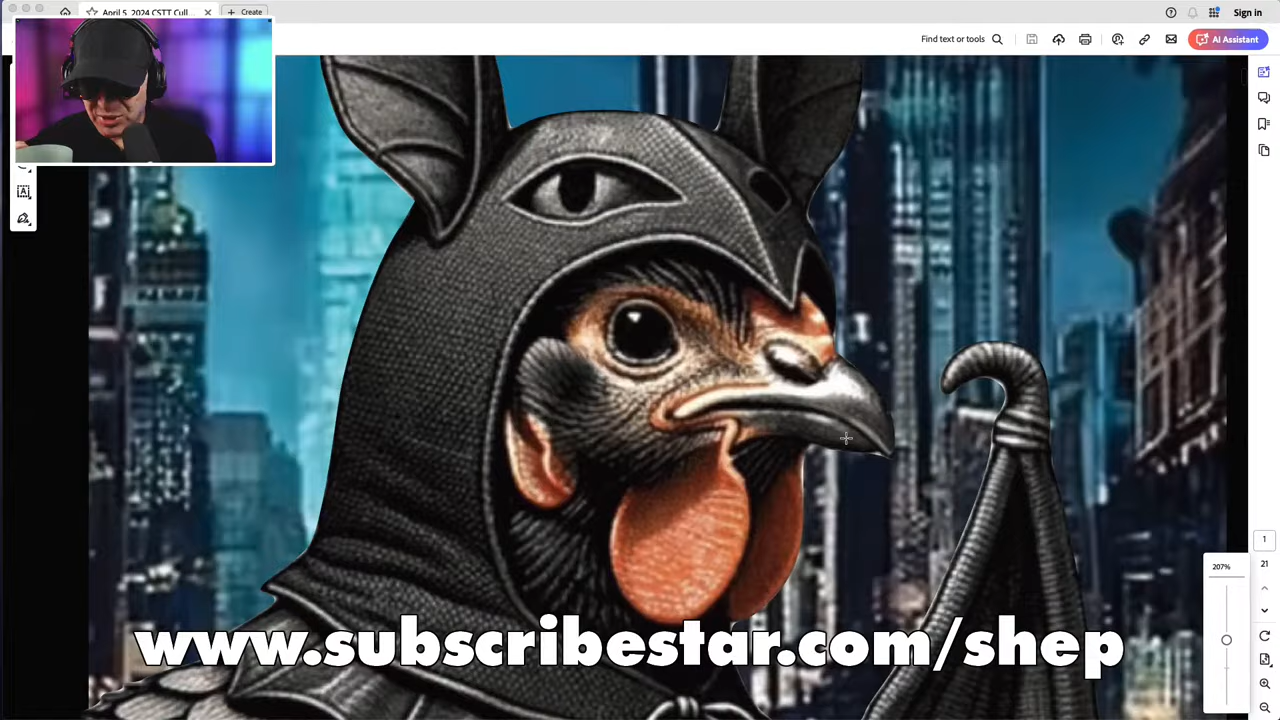 April 5, 2024 CSTT Cull
Create
Sign in
Find text or tools
AI Assistant
1
21
207%
www.subscribestar.com/shep